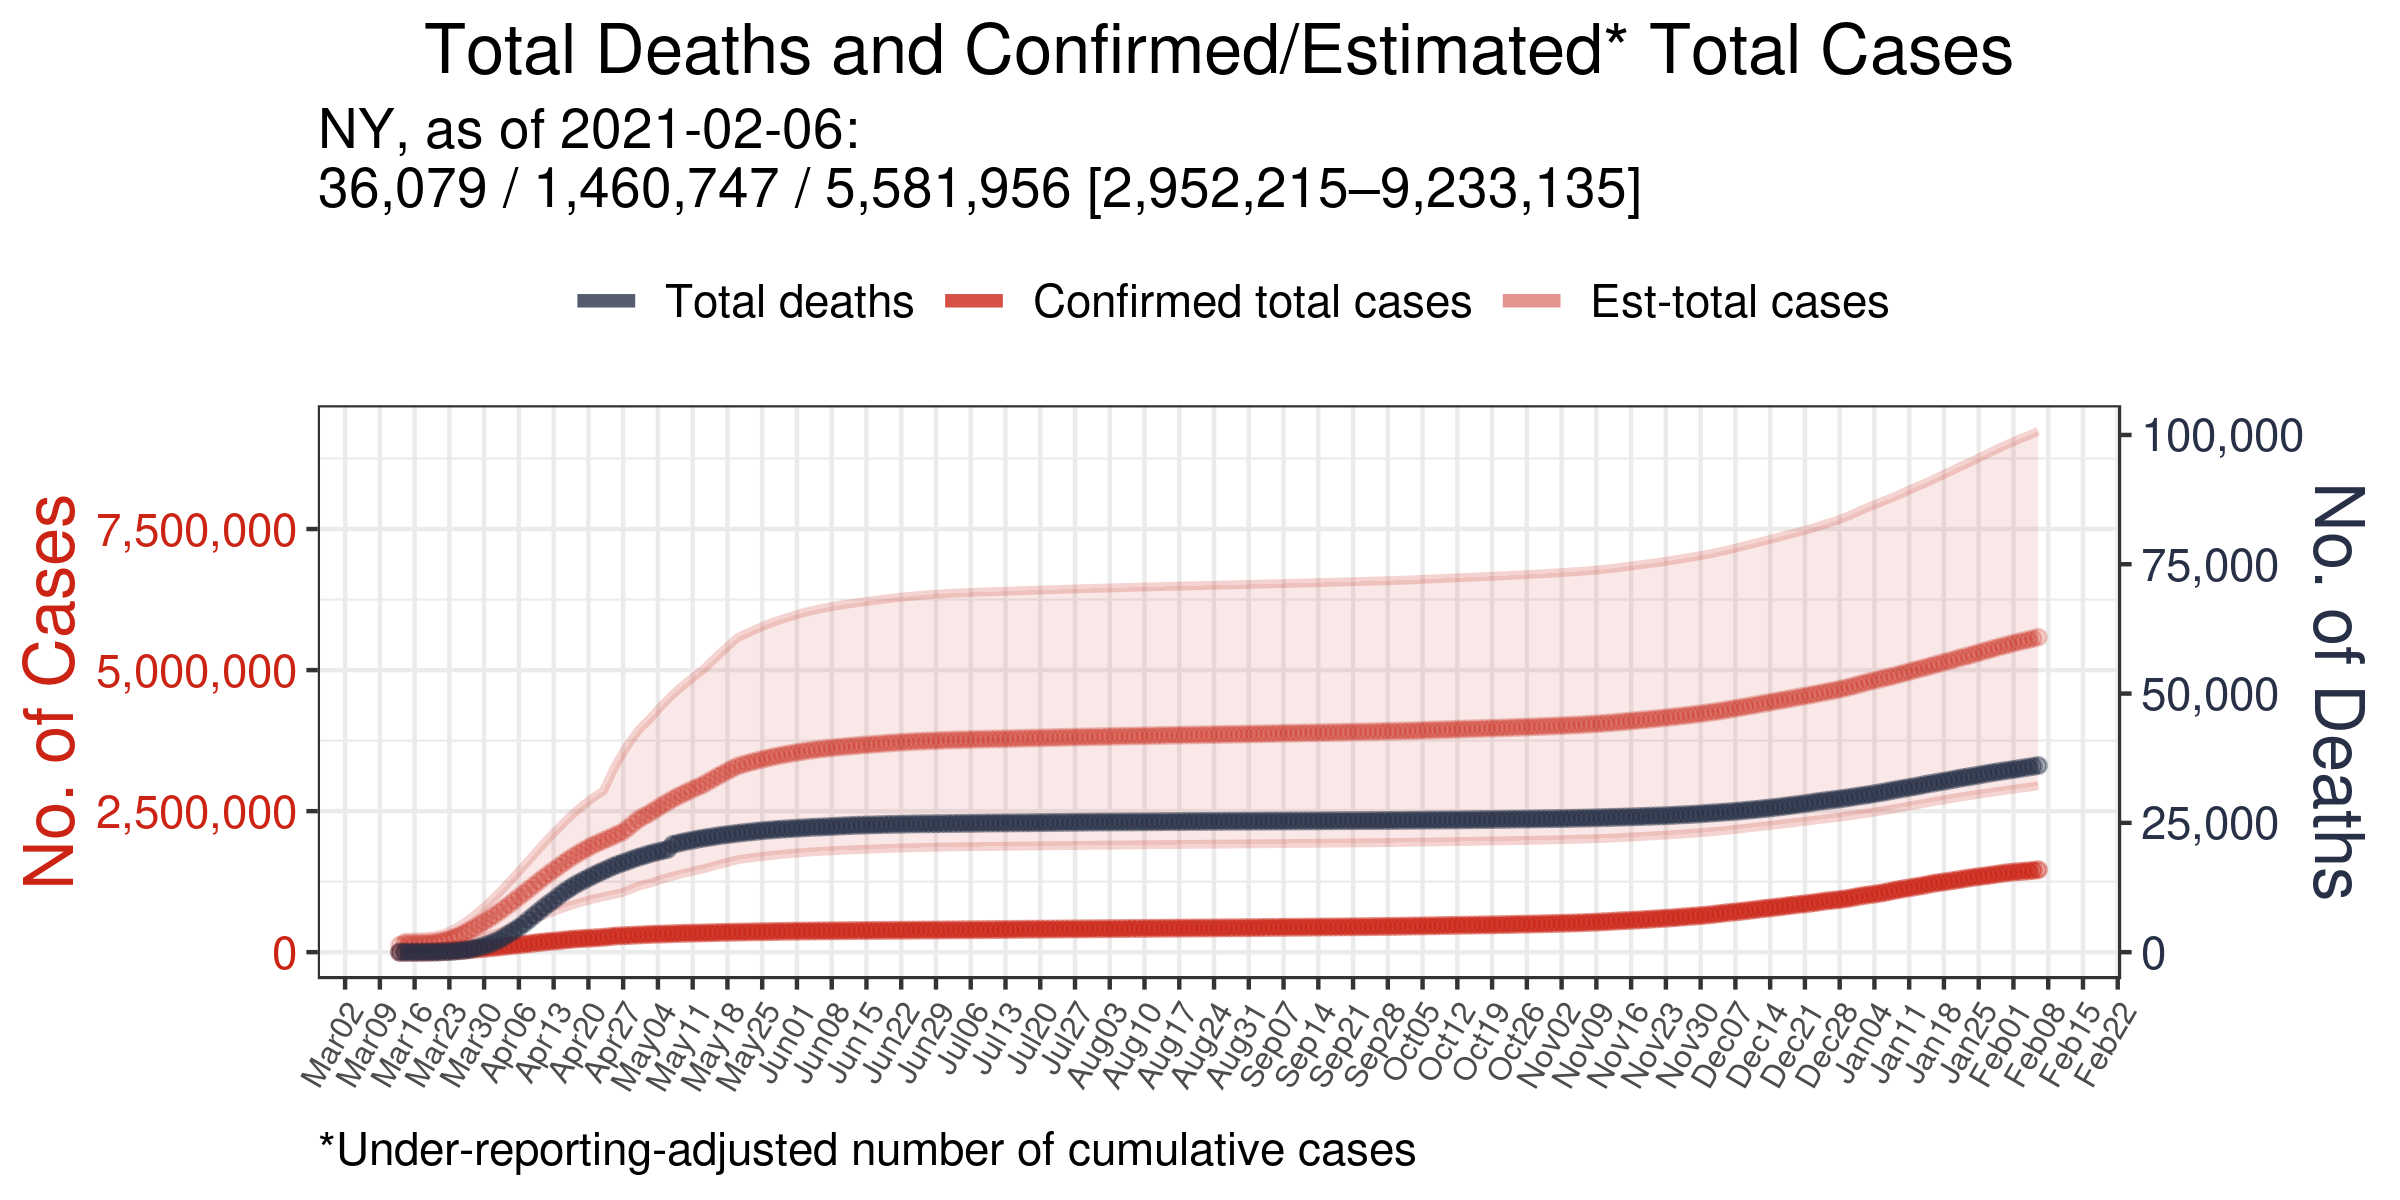 Total Deaths and Confirmed/Estimated* Total Cases
NY, as of 2021-02-06:
36,079 / 1,460,747 / 5,581,956 [2,952,215–9,233,135]
Total deaths
Confirmed total cases
Est-total cases
No. of Cases
7,500,000
5,000,000
2,500,000
0
100,000
75,000
50,000
25,000
0
No. of Deaths
Mar02
Mar09
Mar16
Mar23
Mar30
Apr06
Apr13
Apr20
Apr27
May04
May11
May18
May25
Jun01
Jun08
Jun15
Jun22
Jun29
Jul06
Jul13
Jul20
Jul27
Aug03
Aug10
Aug17
Aug24
Aug31
Sep07
Sep14
Sep21
Sep28
Oct05
Oct12
Oct19
Oct26
Nov02
Nov09
Nov16
Nov23
Nov30
Dec07
Dec14
Dec21
Dec28
Jan04
Jan11
Jan18
Jan25
Feb01
Feb08
Feb15
Feb22
*Under-reporting-adjusted number of cumulative cases